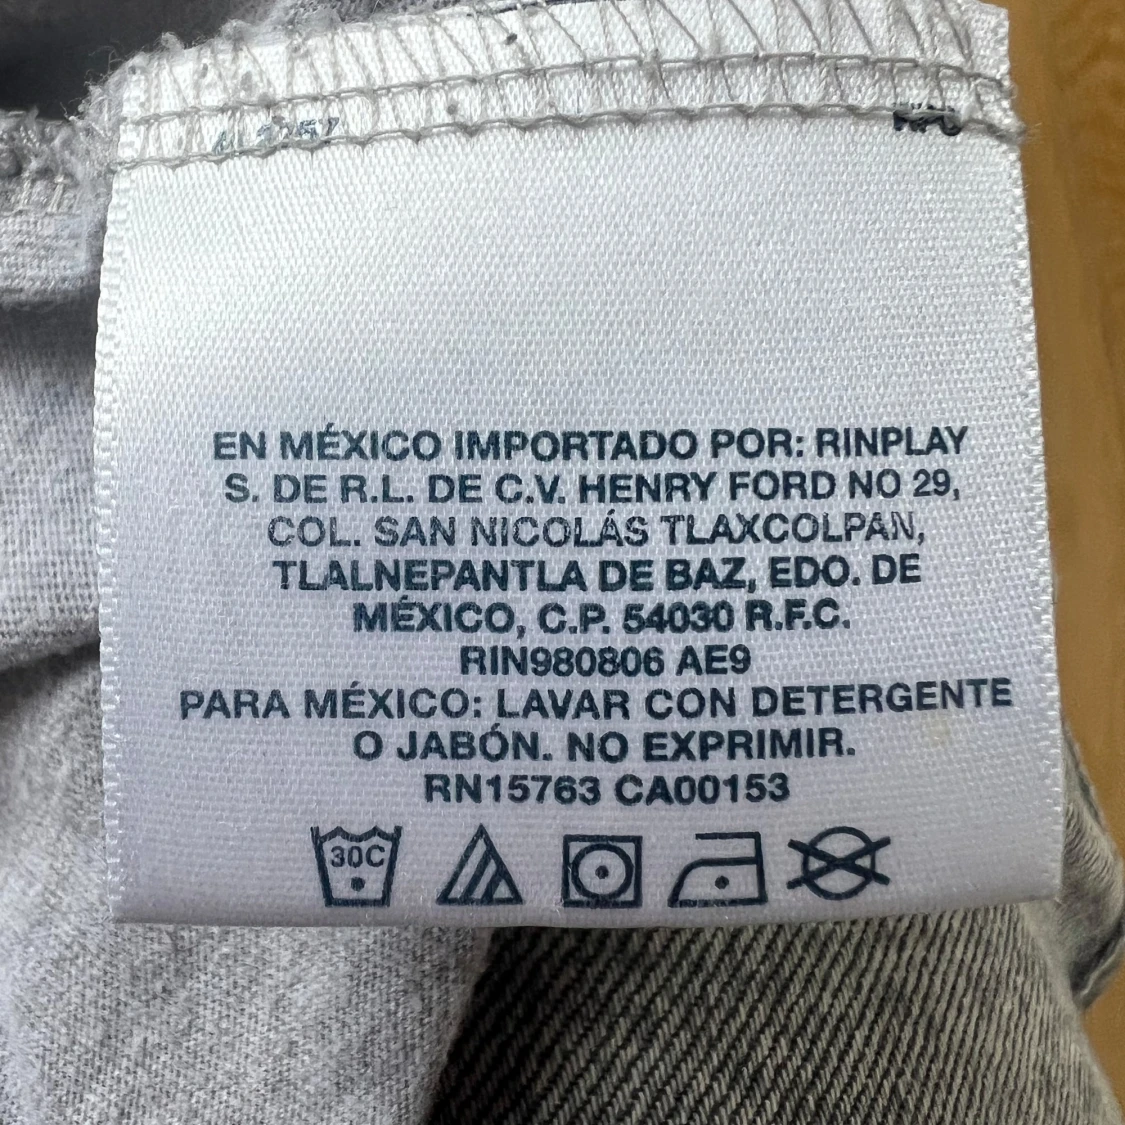 EN MÉXICO IMPORTADO POR: RINPLAY
S. DE R.L. DE C.V. HENRY FORD NO 29,
COL. SAN NICOLÁS TLAXCOLPAN,
TLALNEPANTLA DE BAZ, EDO. DE
MÉXICO, C.P. 54030 R.F.C.
RIN980806 AE9
PARA MÉXICO: LAVAR CON DETERGENTE
O JABÓN. NO EXPRIMIR.
RN15763 CA00153
30C